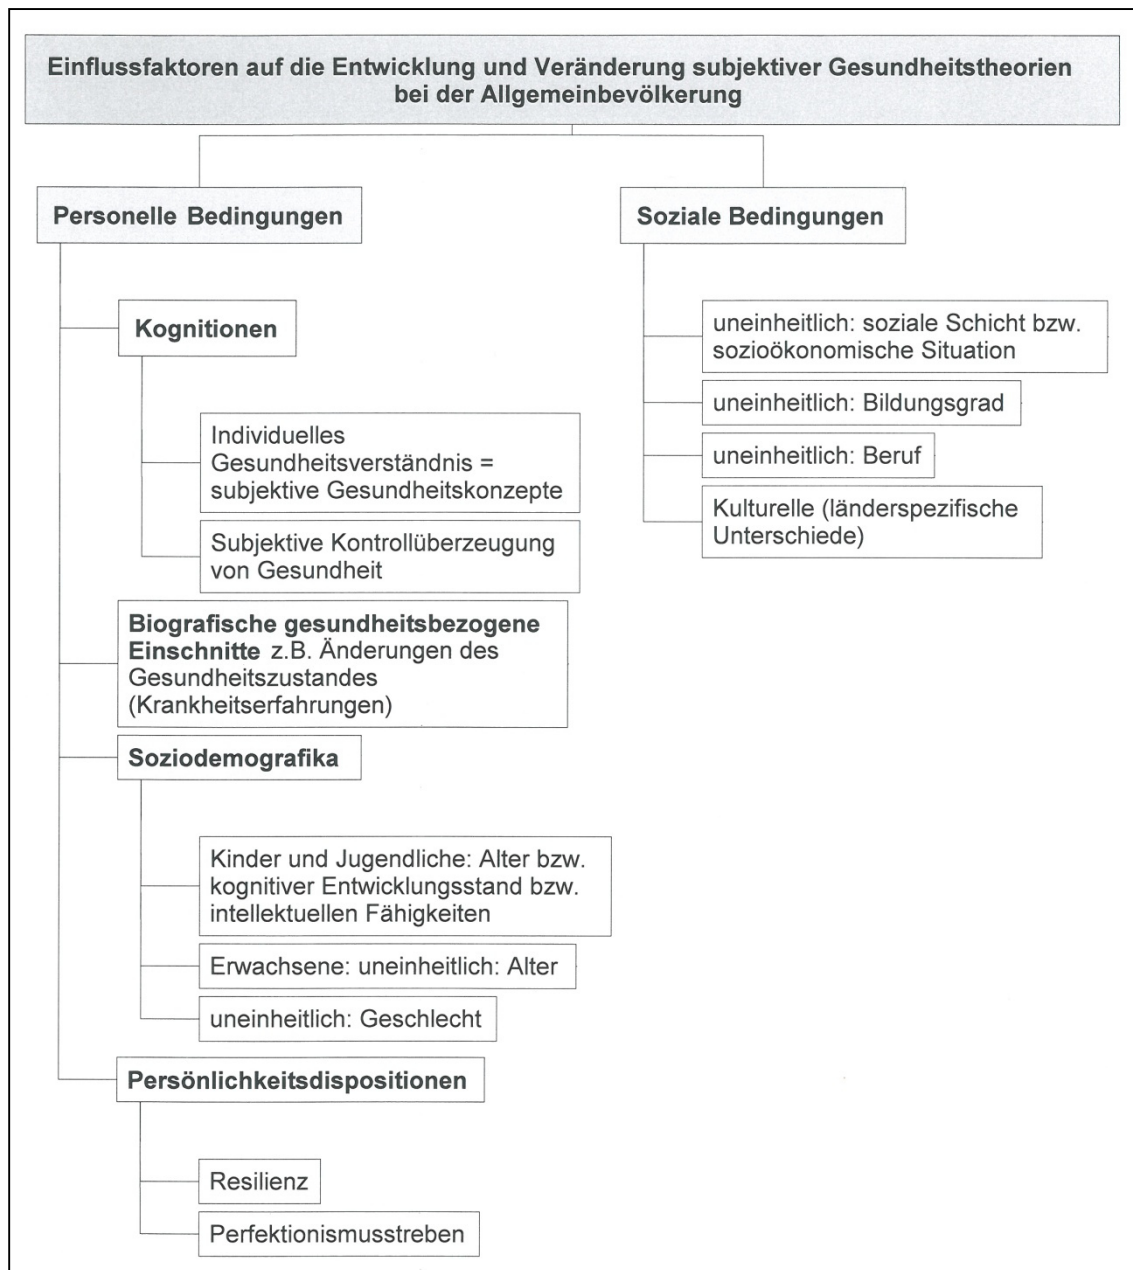 Einflussfaktoren auf die Entwicklung und Veränderung subjektiver Gesundheitstheorien
bei der Allgemeinbevölkerung
Personelle Bedingungen
Kognitionen
Individuelles
Gesundheitsverständnis =
subjektive Gesundheitskonzepte
Subjektive Kontrollüberzeugung
von Gesundheit
Biografische gesundheitsbezogene
Einschnitte z.B. Änderungen des
Gesundheitszustandes
(Krankheitserfahrungen)
Soziodemografika
Kinder und Jugendliche: Alter bzw.
kognitiver Entwicklungsstand bzw.
intellektuellen Fähigkeiten
Erwachsene: uneinheitlich: Alter
uneinheitlich: Geschlecht
Persönlichkeitsdispositionen
Resilienz
Perfektionismusstreben
Soziale Bedingungen
uneinheitlich: soziale Schicht bzw.
sozioökonomische Situation
uneinheitlich: Bildungsgrad
uneinheitlich: Beruf
Kulturelle (länderspezifische
Unterschiede)